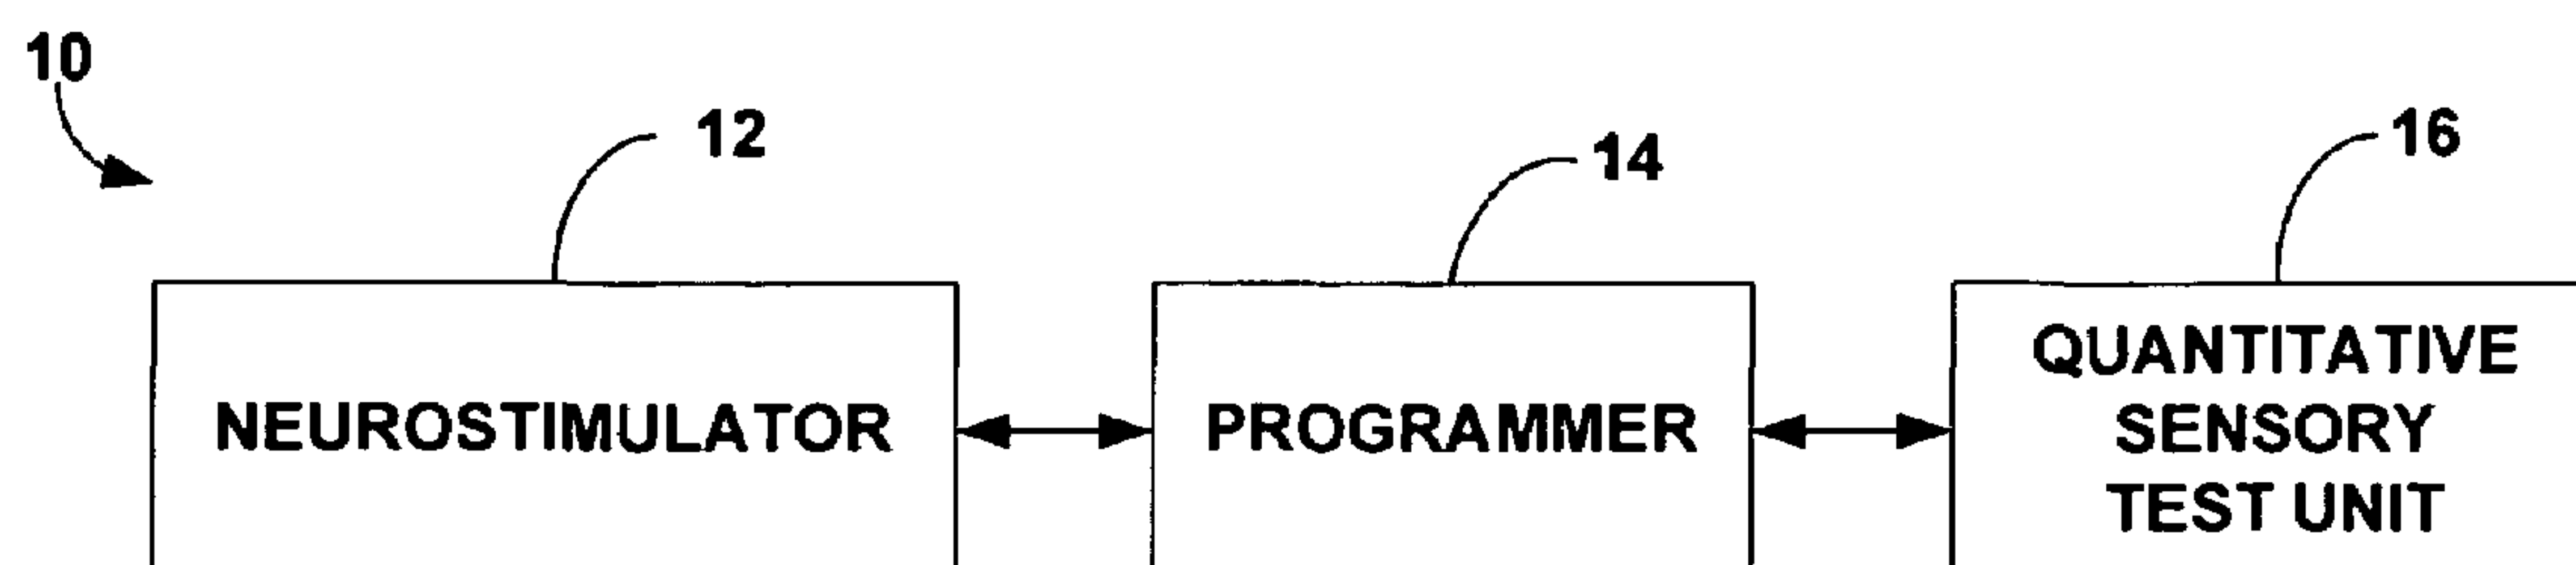 10
12
14
16
NEUROSTIMULATOR
PROGRAMMER
QUANTITATIVE
SENSORY
TEST UNIT